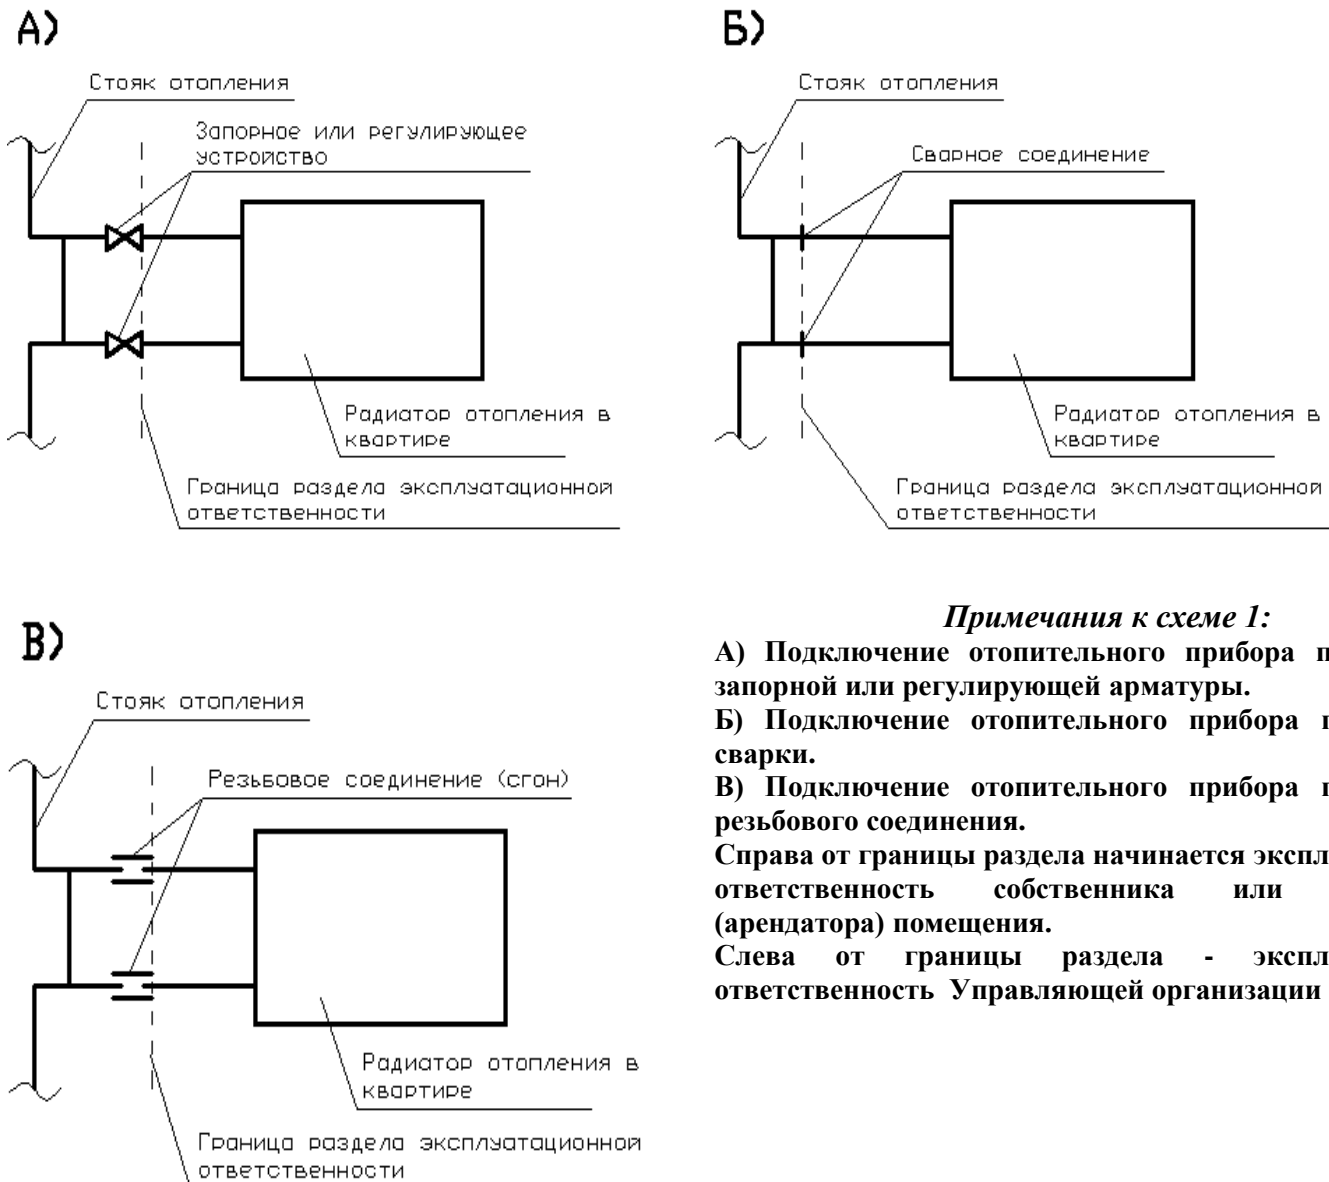 А)
Стояк отопления
Запорное или регулирующее
устройство
Радиатор отопления в
квартире
Граница раздела эксплуатационной
ответственности
Б)
Стояк отопления
Сварное соединение
Радиатор отопления в
квартире
Граница раздела эксплуатационной
ответственности
В)
Стояк отопления
Резьбовое соединение (сгон)
Радиатор отопления в
квартире
Граница раздела эксплуатационной
ответственности
Примечания к схеме 1:
А) Подключение отопительного прибора
запорной или регулирующей арматуры.
Б) Подключение отопительного прибора
сварки.
В) Подключение отопительного прибора
резьбового соединения.
Справа от границы раздела начинается
ответственность собственника или
(арендатора) помещения.
Слева от границы раздела -
ответственность Управляющей организации